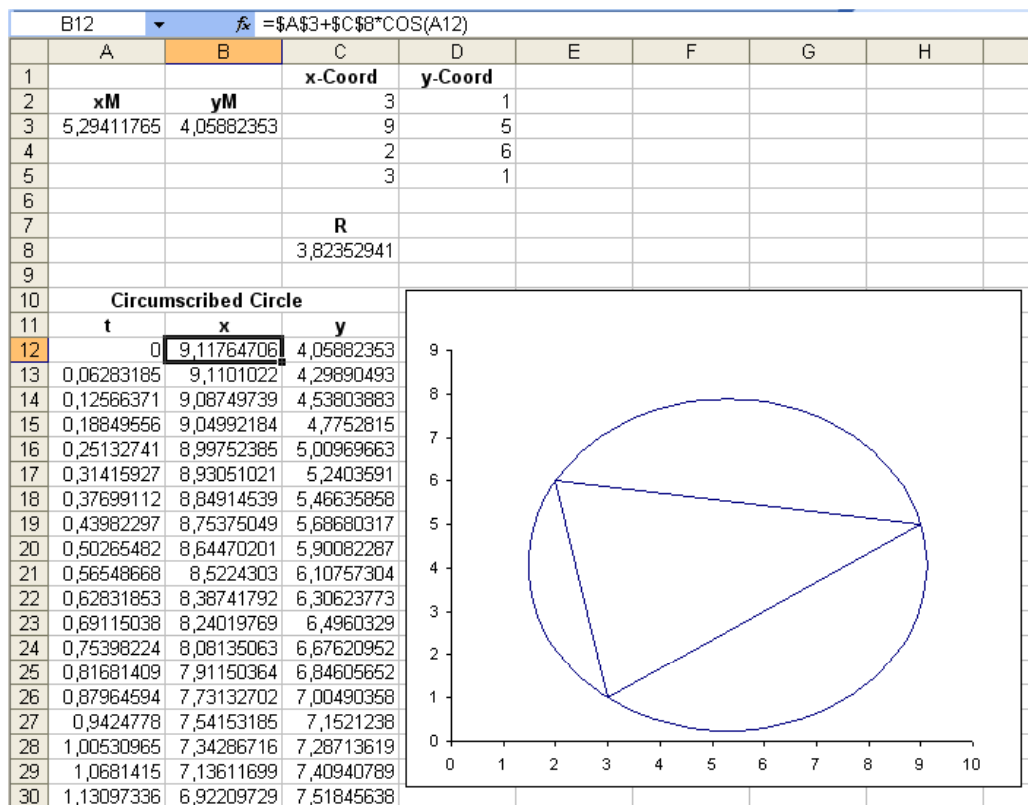 B12 fx =$A$3+$C$8*COS(A12)
A B C D E F G H
1 x-Coord y-Coord
2 xM yM 3 1
3 5,29411765 4,05882353 9 5
4 2 6
5 3 1
6
7 R
8 3,82352941
9
10 Circumscribed Circle
11 t x y
12 0 9,11764706 4,05882353
13 0,06283185 9,1101022 4,29890493
14 0,12566371 9,08749739 4,53803883
15 0,18849556 9,04992184 4,7752815
16 0,25132741 8,99752385 5,00969663
17 0,31415927 8,93051021 5,2403591
18 0,37699112 8,84914539 5,46635858
19 0,43982297 8,75375049 5,68680317
20 0,50265482 8,64470201 5,90082287
21 0,56548668 8,5224303 6,10757304
22 0,62831853 8,38741792 6,30623773
23 0,69115038 8,24019769 6,4960329
24 0,75398224 8,08135063 6,67620952
25 0,81681409 7,91150364 6,84605652
26 0,87964594 7,73132702 7,00490358
27 0,9424778 7,54153185 7,1521238
28 1,00530965 7,34286716 7,28713619
29 1,0681415 7,13611699 7,40940789
30 1,13097336 6,92209729 7,51845638
9
8
7
6
5
4
3
2
1
0
0 1 2 3 4 5 6 7 8 9 10